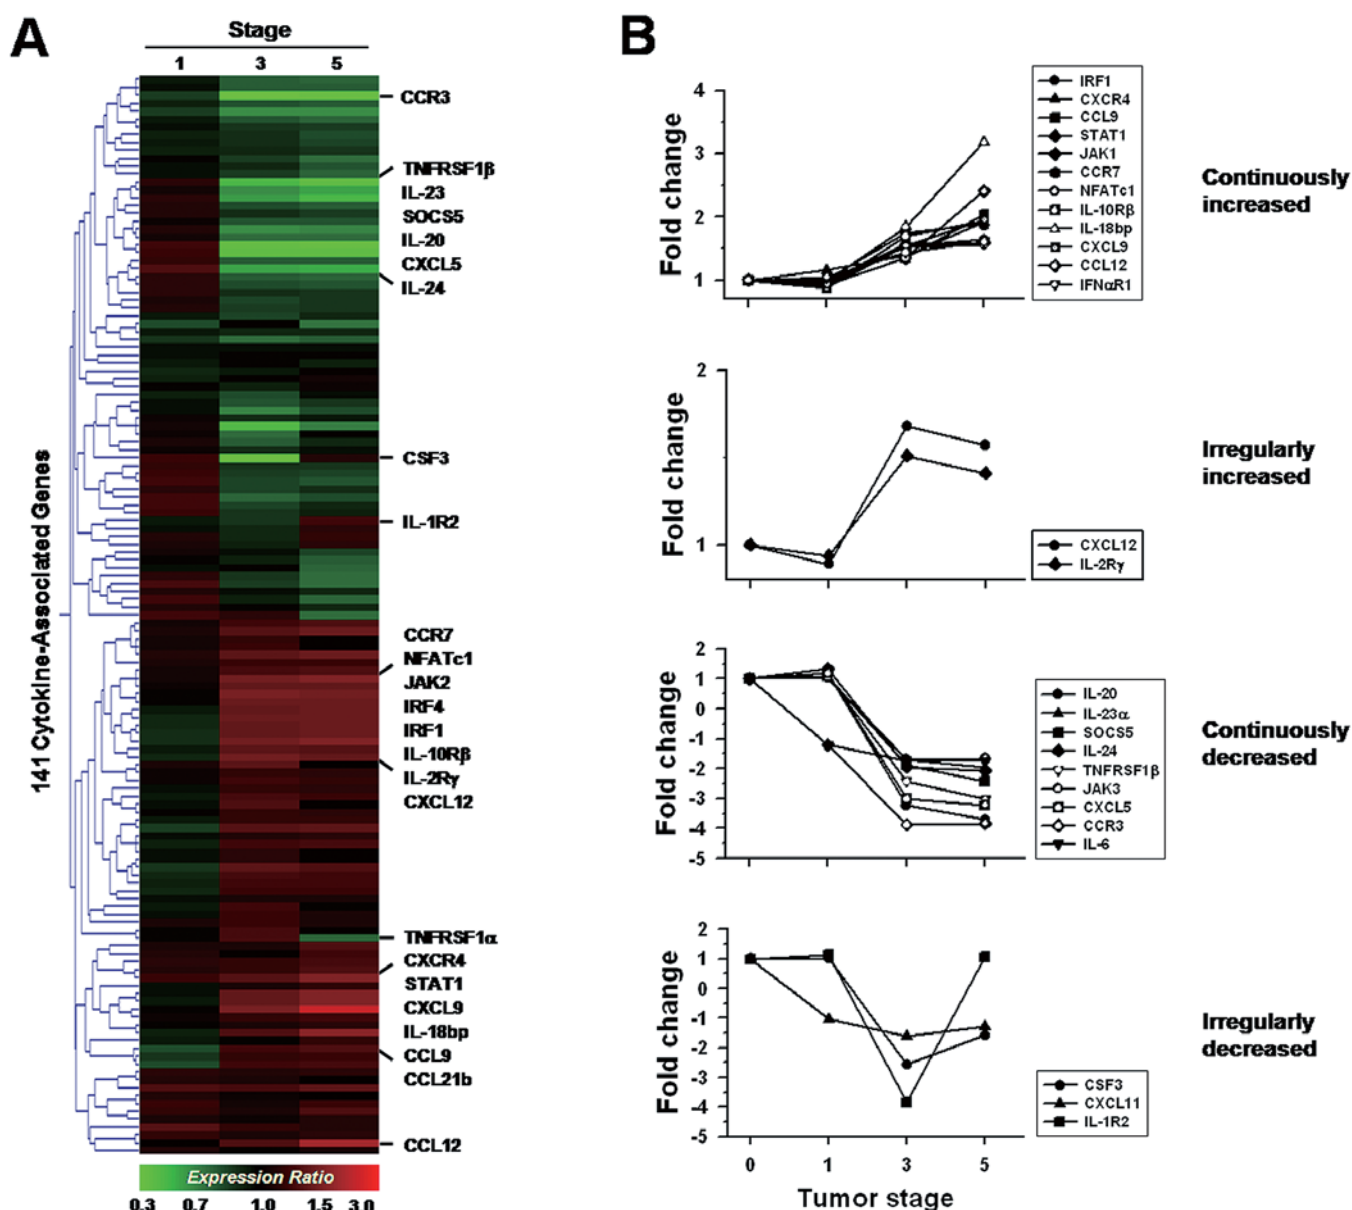 A
Stage
1 3 5
141 Cytokine-Associated Genes
CCR3
TNFRSF1β
IL-23
SOCS5
IL-20
CXCL5
IL-24
CSF3
IL-1R2
CCR7
NFATc1
JAK2
IRF4
IRF1
IL-10Rβ
IL-2Rγ
CXCL12
TNFRSF1α
CXCR4
STAT1
CXCL9
IL-18bp
CCL9
CCL21b
CCL12
Expression Ratio
0.3 0.7 1.0 1.5 3.0
B
Fold change
4
3
2
1
IRF1
CXCR4
CCL9
STAT1
JAK1
CCR7
NFATc1
IL-10Rβ
IL-18bp
CXCL9
CCL12
IFNαR1
Continuously
increased
Fold change
2
1
CXCL12
IL-2Rγ
Irregularly
increased
Fold change
2
1
0
-1
-2
-3
-4
-5
IL-20
IL-23α
SOCS5
IL-24
TNFRSF1β
JAK3
CXCL5
CCR3
IL-6
Continuously
decreased
Fold change
2
1
0
-1
-2
-3
-4
-5
CSF3
CXCL11
IL-1R2
Irregularly
decreased
0 1 3 5
Tumor stage